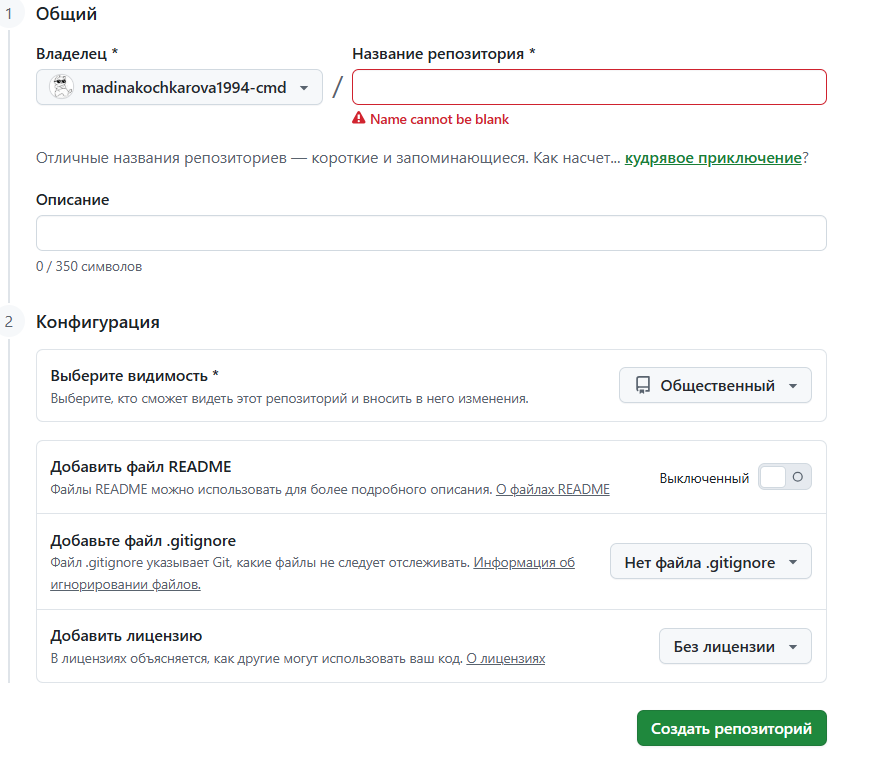 1 Общий
Владелец * Название репозитория *
madinakochkarova1994-cmd /
Name cannot be blank
Отличные названия репозиториев — короткие и запоминающиеся. Как насчет... кудрявое приключение?
Описание
0 / 350 символов
2 Конфигурация
Выберите видимость *
Выберите, кто сможет видеть этот репозиторий и вносить в него изменения.
Общественный
Добавить файл README
Файлы README можно использовать для более подробного описания. О файлах README
Выключенный
Добавьте файл .gitignore
Файл .gitignore указывает Git, какие файлы не следует отслеживать. Информация об
игнорировании файлов.
Нет файла .gitignore
Добавить лицензию
В лицензиях объясняется, как другие могут использовать ваш код. О лицензиях
Без лицензии
Создать репозиторий